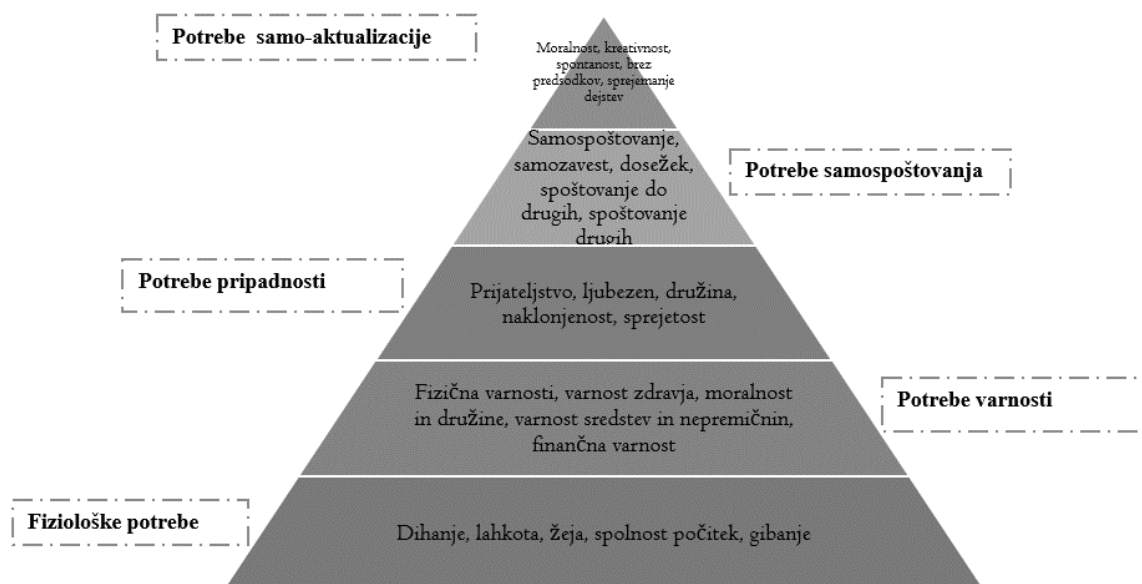 Potrebe samo-aktualizacije
Moralnost, kreativnost,
spontanost, brez
predsodkov, sprejemanje
dejstev
Samospoštovanje,
samozavest, dosežek,
spoštovanje do
drugih, spoštovanje
drugih
Potrebe samospoštovanja
Potrebe pripadnosti
Prijateljstvo, ljubezen, družina,
naklonjenost, sprejetost
Fizična varnosti, varnost zdravja, moralnost
in družine, varnost sredstev in nepremičnin,
finančna varnost
Potrebe varnosti
Fiziološke potrebe
Dihanje, lahkota, žeja, spolnost počitek, gibanje